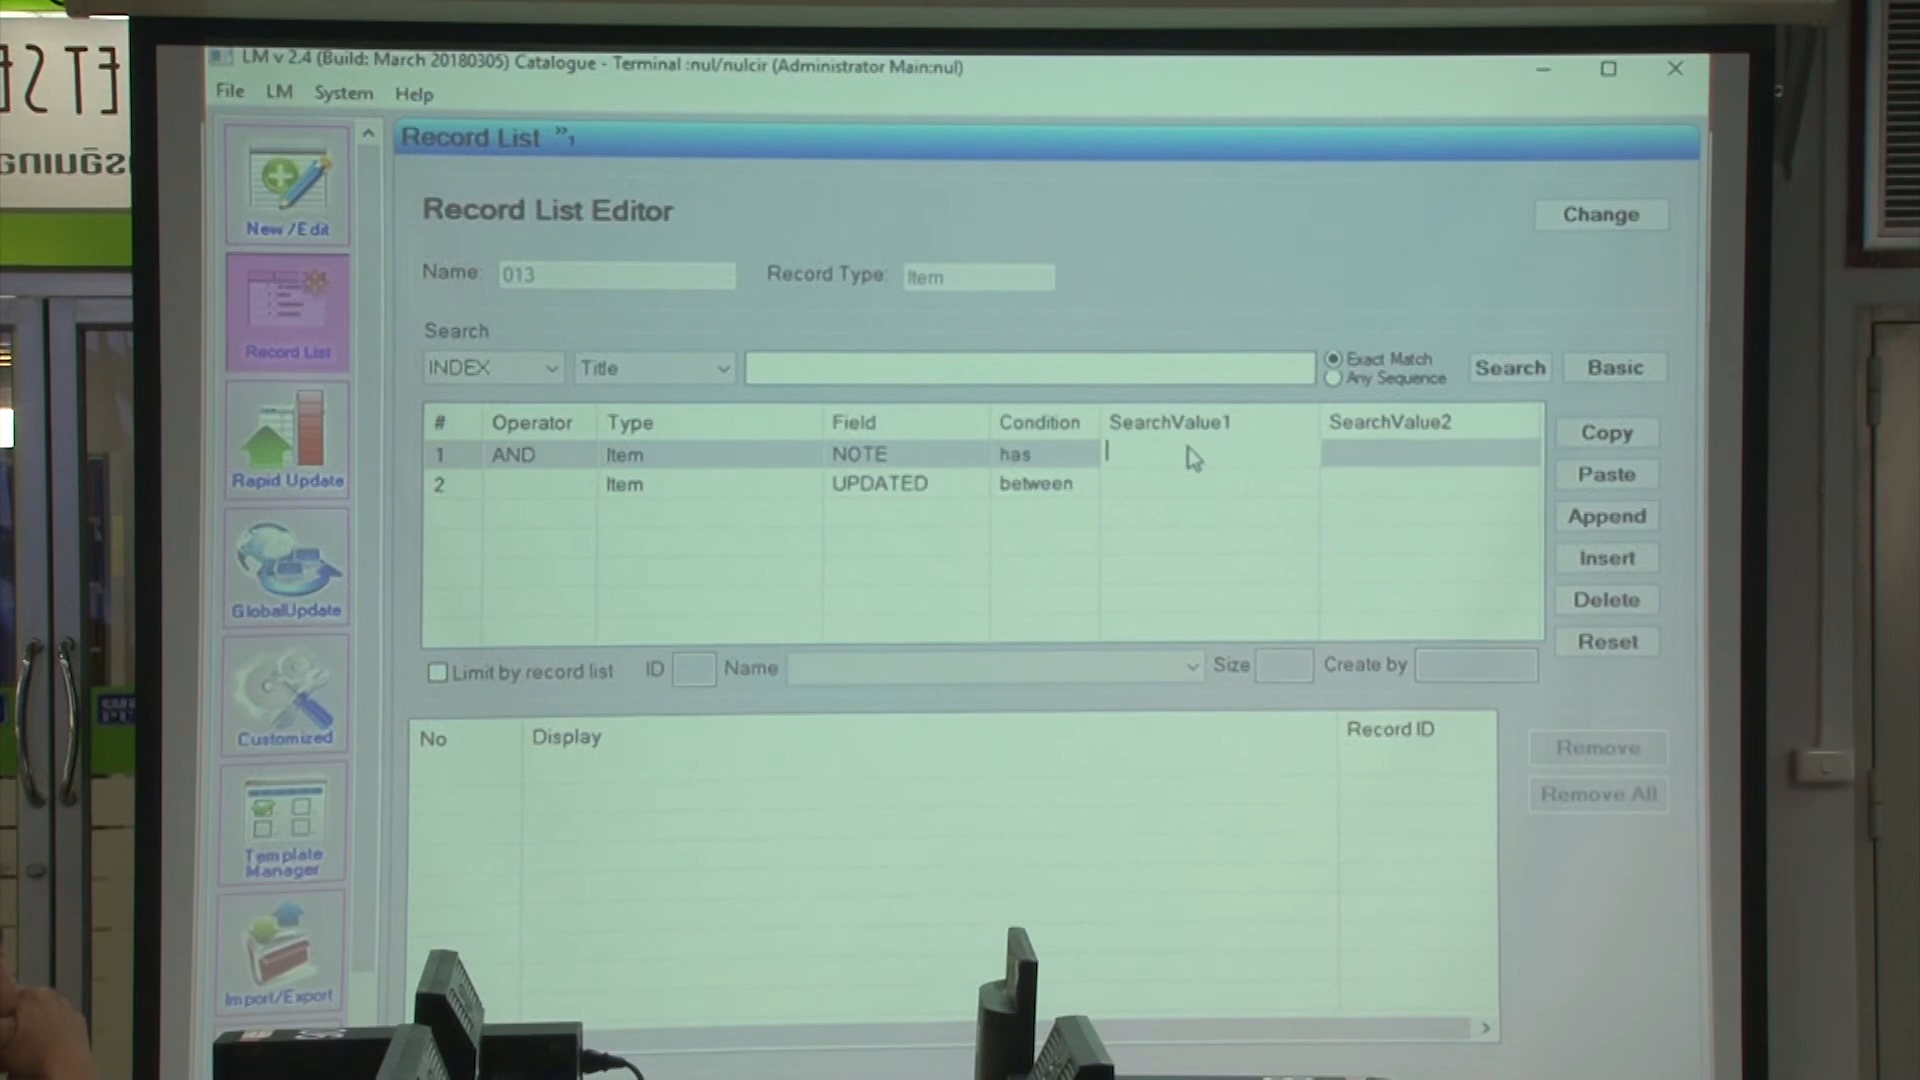 LM v 2.4 (Build: March 20180305) Catalogue - Terminal :nul/nulcir (Administrator Main:nul)
File LM System Help
Record List »1
Record List Editor
Change
Name: 013 Record Type: Item
Search
INDEX Title Exact Match Any Sequence Search Basic
# Operator Type Field Condition SearchValue1 SearchValue2
1 AND Item NOTE has
2 Item UPDATED between
Copy
Paste
Append
Insert
Delete
Reset
Limit by record list ID Name Size Create by
No Display Record ID
Remove
Remove All
New /Edit
Record List
Rapid Update
GlobalUpdate
Customized
Template
Manager
Import/Export